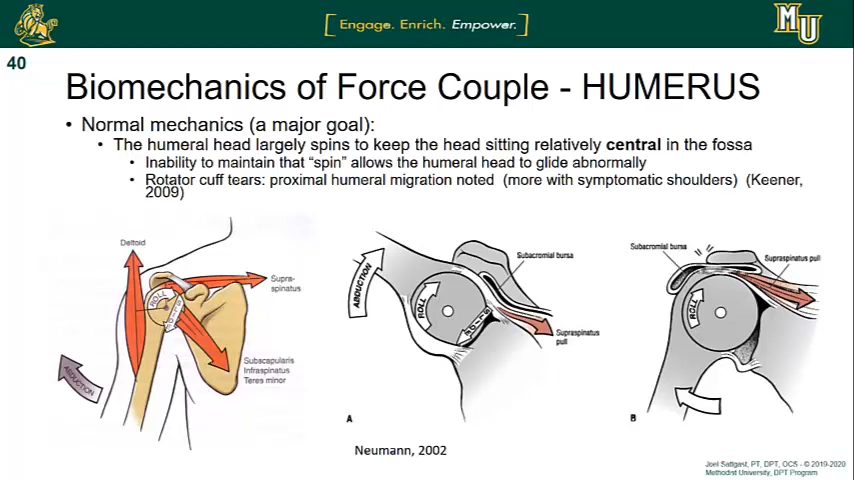 [Engage. Enrich. Empower.]
MU
40
Biomechanics of Force Couple - HUMERUS
• Normal mechanics (a major goal):
• The humeral head largely spins to keep the head sitting relatively central in the fossa
• Inability to maintain that “spin” allows the humeral head to glide abnormally
• Rotator cuff tears: proximal humeral migration noted (more with symptomatic shoulders) (Keener,
2009)
Deltoid
Supra-
spinatus
ROLL
Subscapularis
Infraspinatus
Teres minor
ABDUCTION
ABDUCTION
ROLL
Subacromial bursa
Supraspinatus
pull
A
Subacromial bursa
Supraspinatus
pull
ROLL
B
Neumann, 2002
Joel Sattgast, PT, DPT, OCS - © 2019-2020
Methodist University, DPT Program